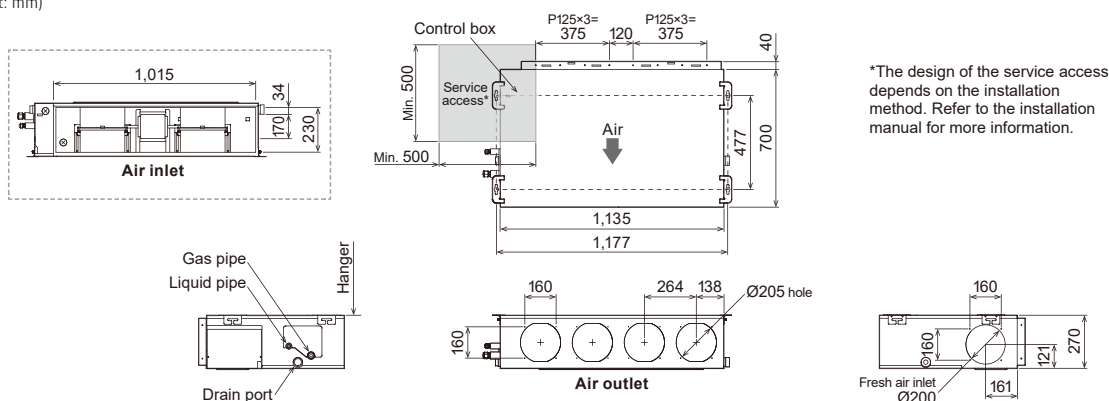 t: mm)
1,015
34
170
230
Air inlet
Control box
P125×3=
375
120
P125×3=
375
40
Min. 500
Service
access*
Min. 500
Air
477
700
1,135
1,177
*The design of the service access
depends on the installation
method. Refer to the installation
manual for more information.
Gas pipe
Liquid pipe
Hanger
Drain port
160
264
138
Ø205 hole
160
Air outlet
160
160
Fresh air inlet
Ø200
161
121
270